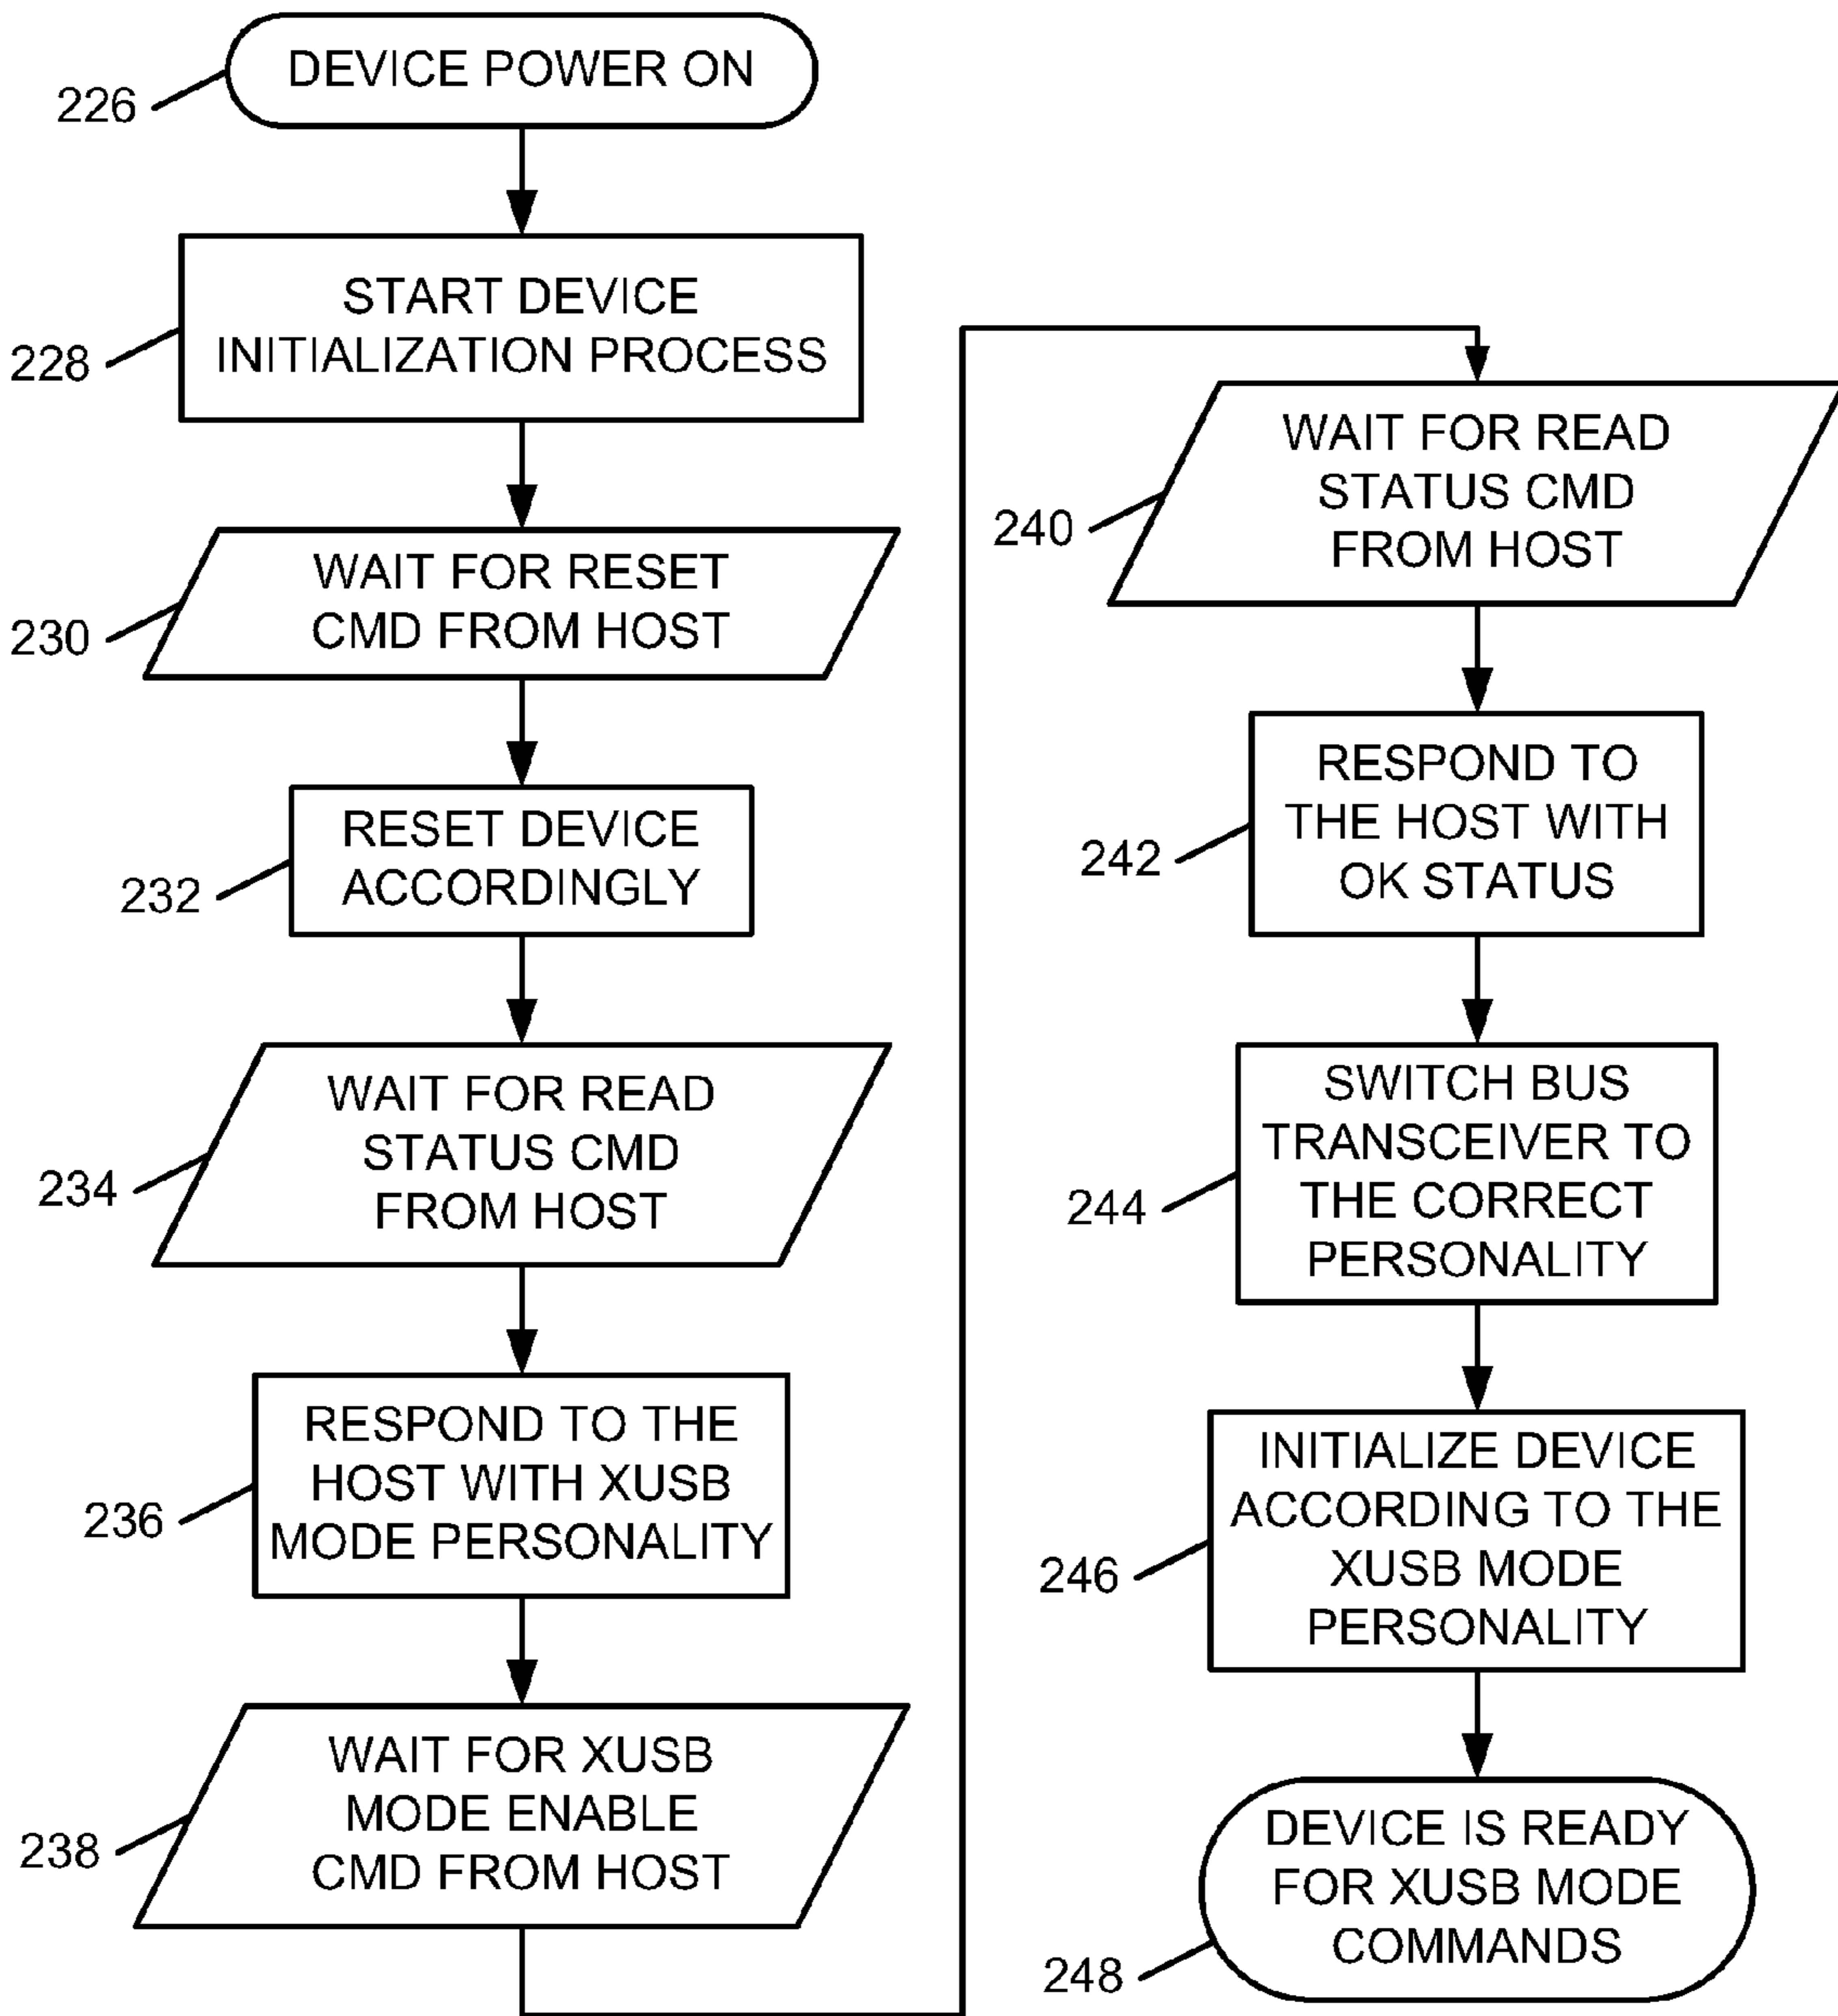 DEVICE POWER ON
226
START DEVICE
INITIALIZATION PROCESS
228
WAIT FOR RESET
CMD FROM HOST
230
RESET DEVICE
ACCORDINGLY
232
WAIT FOR READ
STATUS CMD
FROM HOST
234
RESPOND TO THE
HOST WITH XUSB
MODE PERSONALITY
236
WAIT FOR XUSB
MODE ENABLE
CMD FROM HOST
238
WAIT FOR READ
STATUS CMD
FROM HOST
240
RESPOND TO
THE HOST WITH
OK STATUS
242
SWITCH BUS
TRANSCEIVER TO
THE CORRECT
PERSONALITY
244
INITIALIZE DEVICE
ACCORDING TO THE
XUSB MODE
PERSONALITY
246
DEVICE IS READY
FOR XUSB MODE
COMMANDS
248